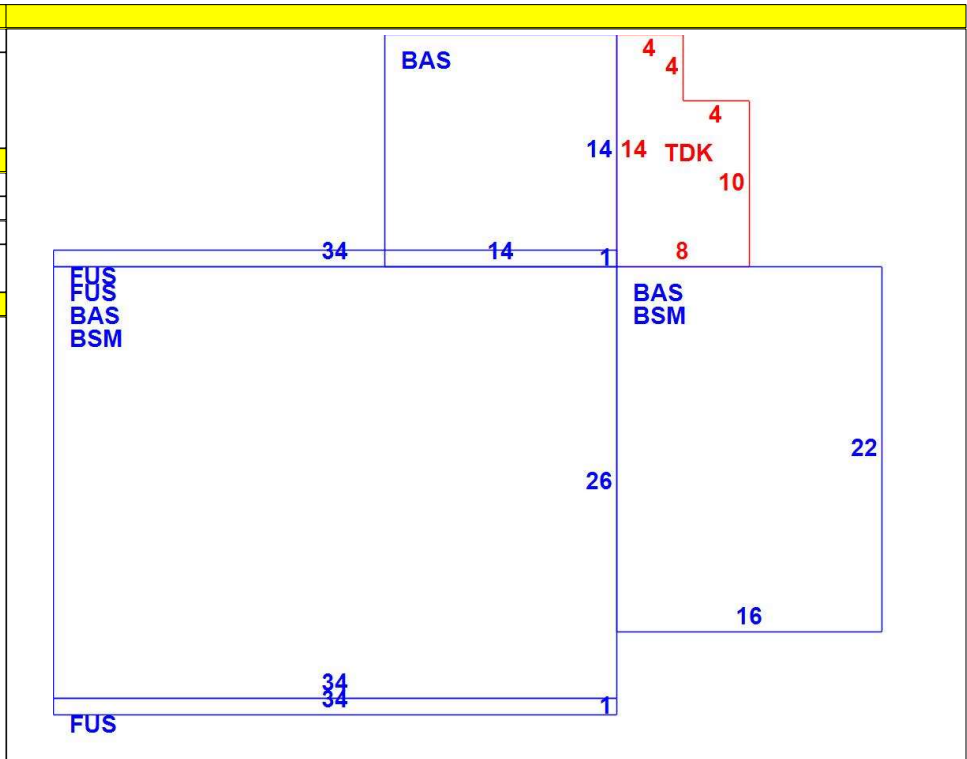 4
BAS
4
4
14 14 TDK
10
34 14 1 8
FUS
FUS BAS
BAS BSM
BSM
22
26
16
34
34 1
FUS